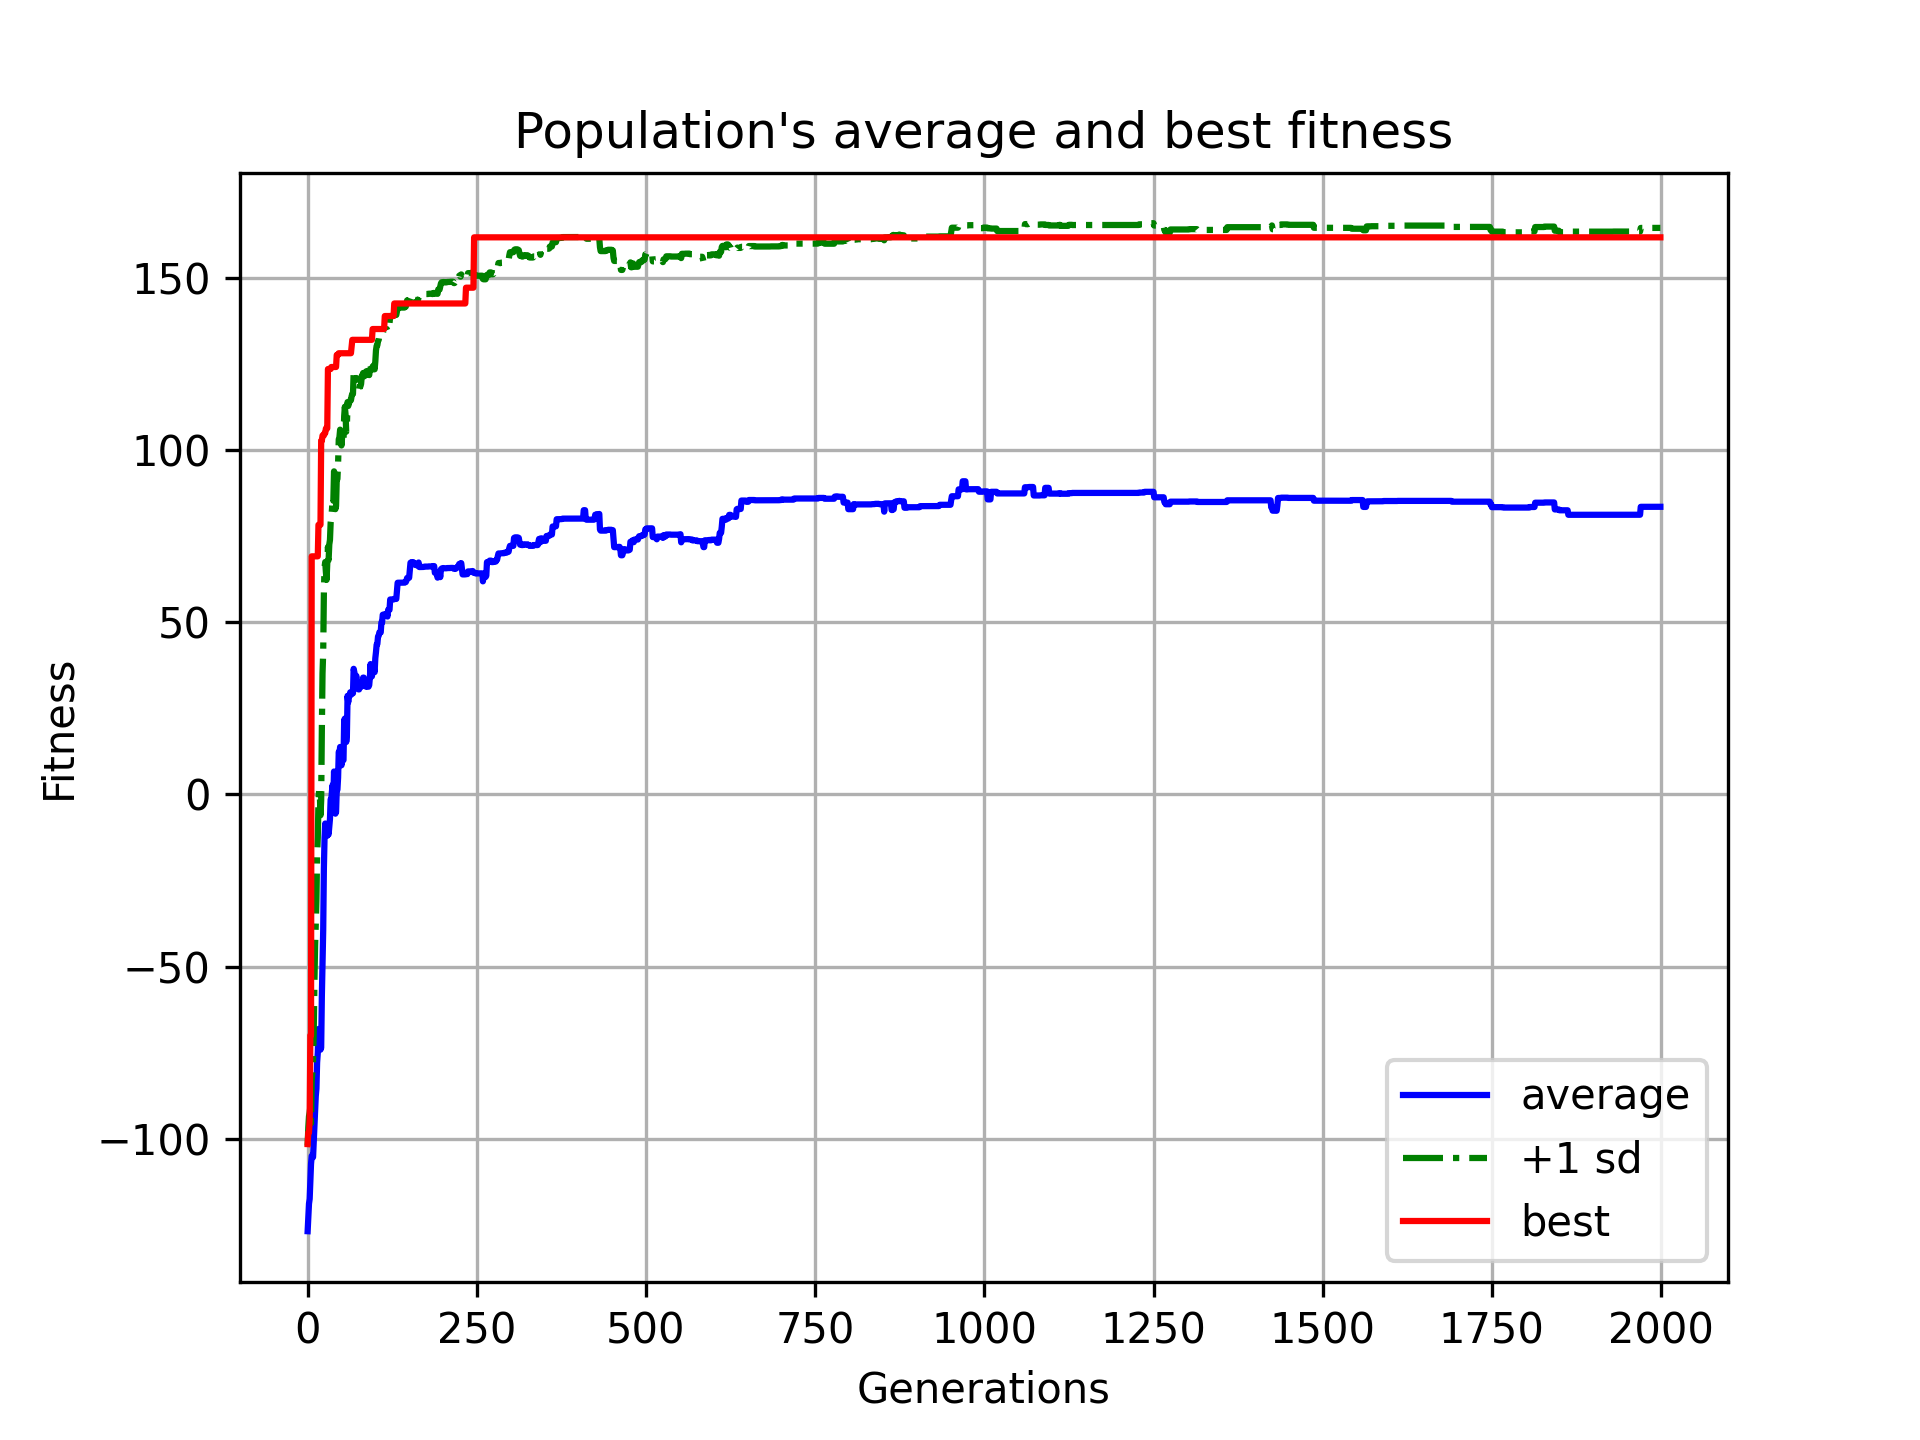 Population's average and best fitness
Fitness
150
100
50
0
−50
−100
0 250 500 750 1000 1250 1500 1750 2000
Generations
average
+1 sd
best